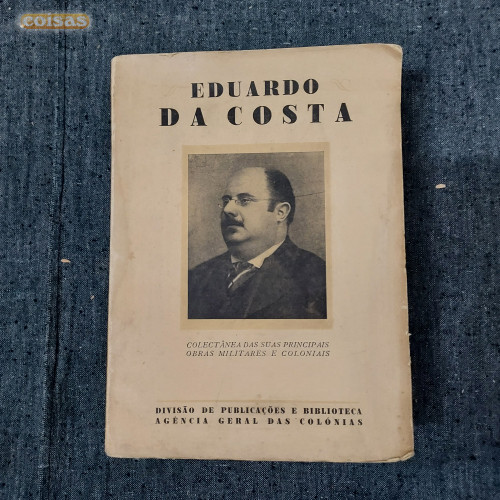 .coisas
EDUARDO
DA COSTA
COLECTÂNEA DAS SUAS PRINCIPAIS
OBRAS MILITARES E COLONIAIS
DIVISÃO DE PUBLICAÇÕES E BIBLIOTECA
AGÊNCIA GERAL DAS COLÓNIAS